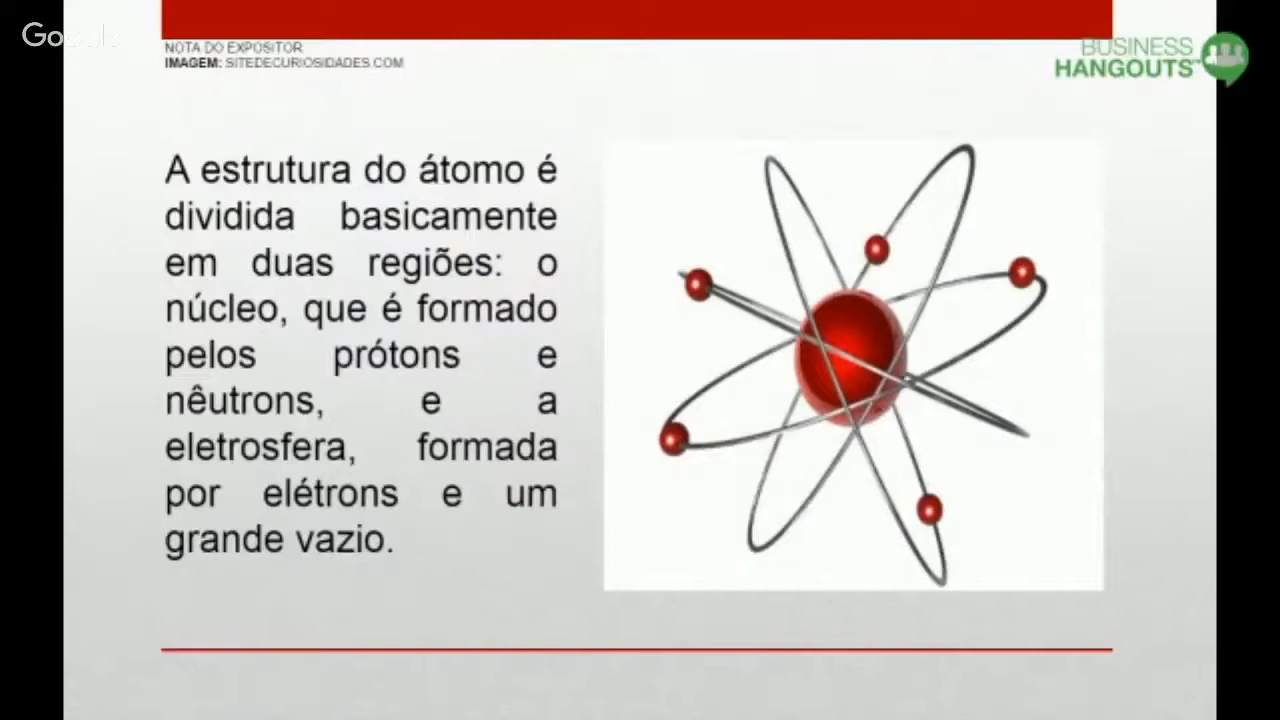 Google
NOTA DO EXPOSITOR
IMAGEM: SITEDECURIOSIDADES.COM
BUSINESS
HANGOUTS
A estrutura do átomo é
dividida basicamente
em duas regiões: o
núcleo, que é formado
pelos prótons e
nêutrons, e a
eletrosfera, formada
por elétrons e um
grande vazio.